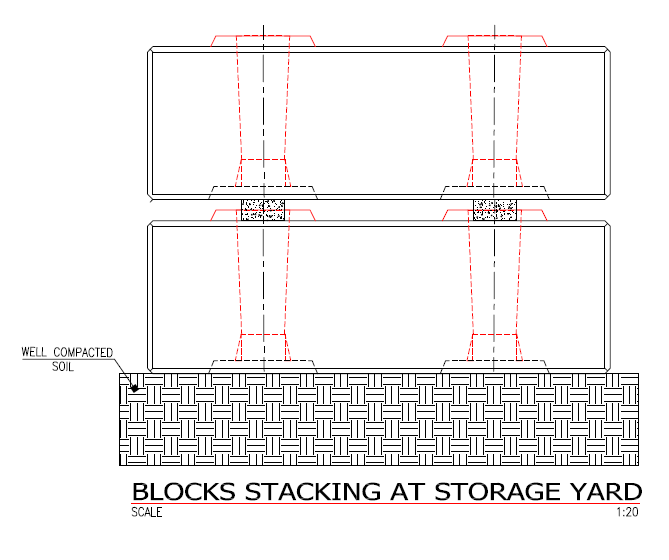 WELL COMPACTED
SOIL
BLOCKS STACKING AT STORAGE YARD
SCALE 1:20